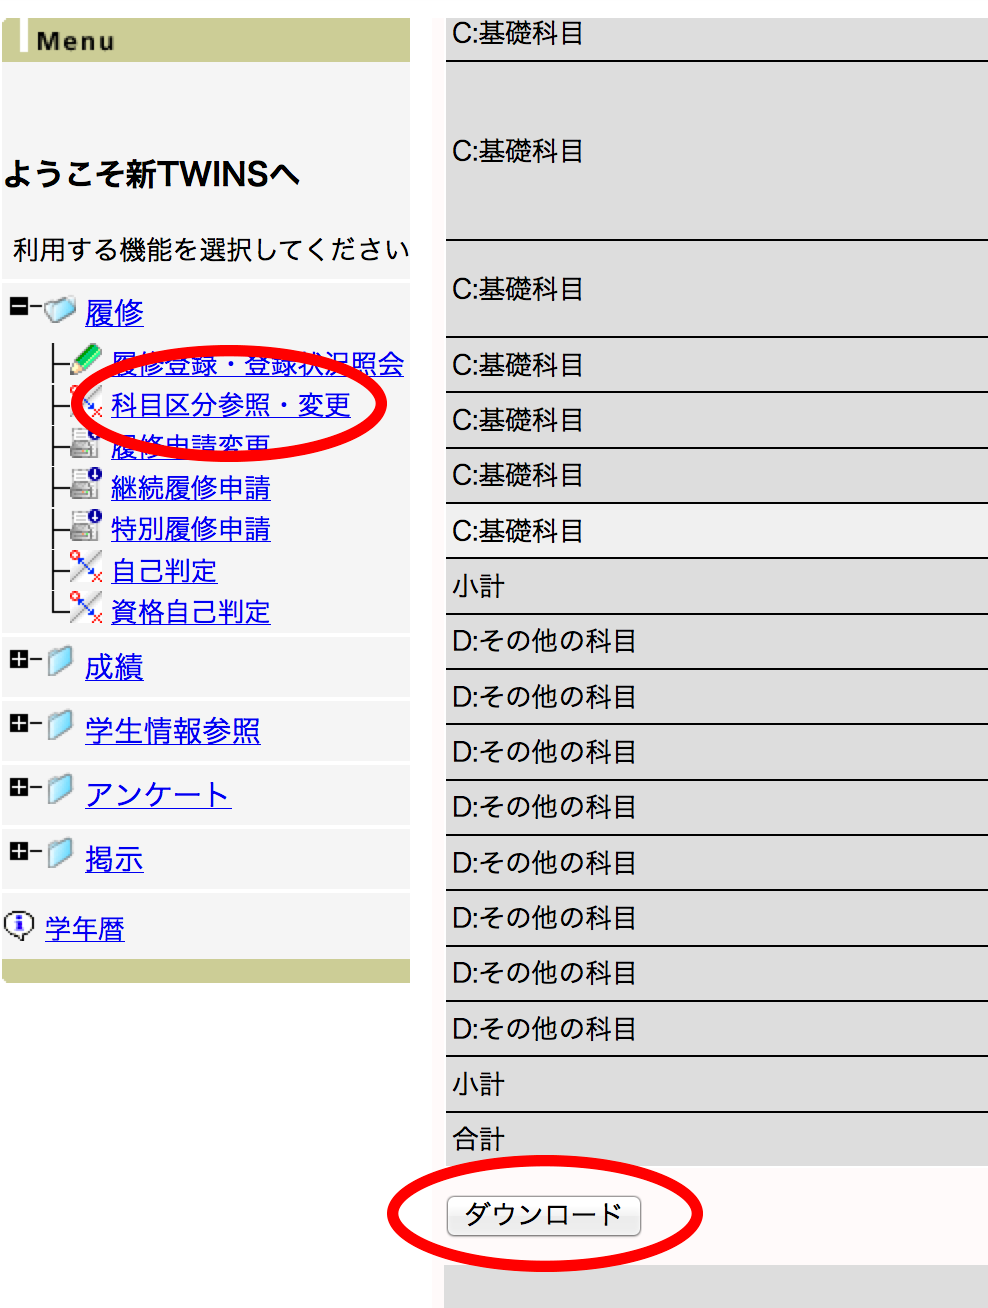 Menu
ようこそ新TWINSへ
利用する機能を選択してください
履修
履修登録・登録状況照会
科目区分参照・変更
履修申請変更
継続履修申請
特別履修申請
自己判定
資格自己判定
成績
学生情報参照
アンケート
掲示
学年暦
C:基礎科目
C:基礎科目
C:基礎科目
C:基礎科目
C:基礎科目
C:基礎科目
C:基礎科目
小計
D:その他の科目
D:その他の科目
D:その他の科目
D:その他の科目
D:その他の科目
D:その他の科目
D:その他の科目
D:その他の科目
小計
合計
ダウンロード